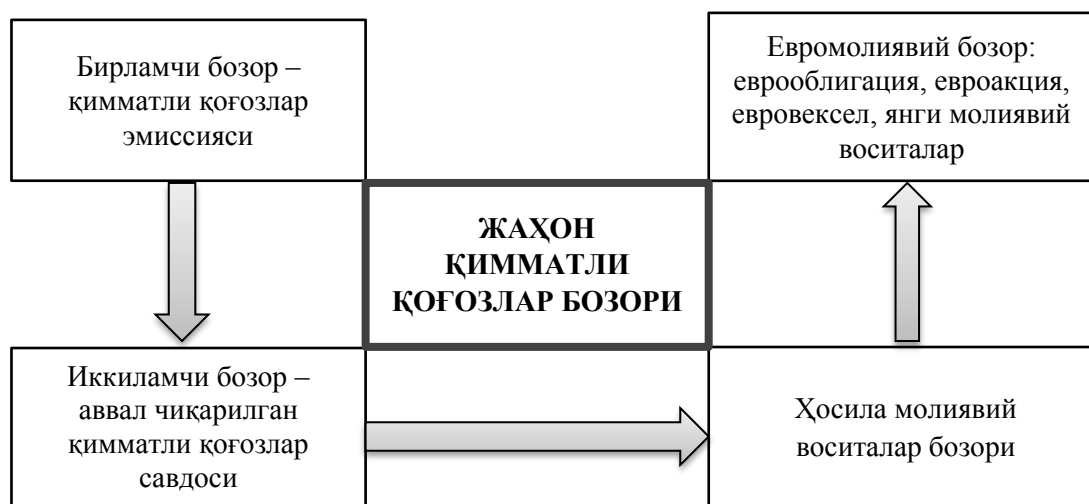 Бирламчи бозор –
қимматли қоғозлар
эмиссияси
Евромолиявий бозор:
еврооблигация, евроакция,
евровексел, янги молиявий
воситалар
ЖАҲОН
ҚИММАТЛИ
ҚОҒОЗЛАР БОЗОРИ
Иккиламчи бозор –
аввал чиқарилган
қимматли қоғозлар
савдоси
Ҳосила молиявий
воситалар бозори